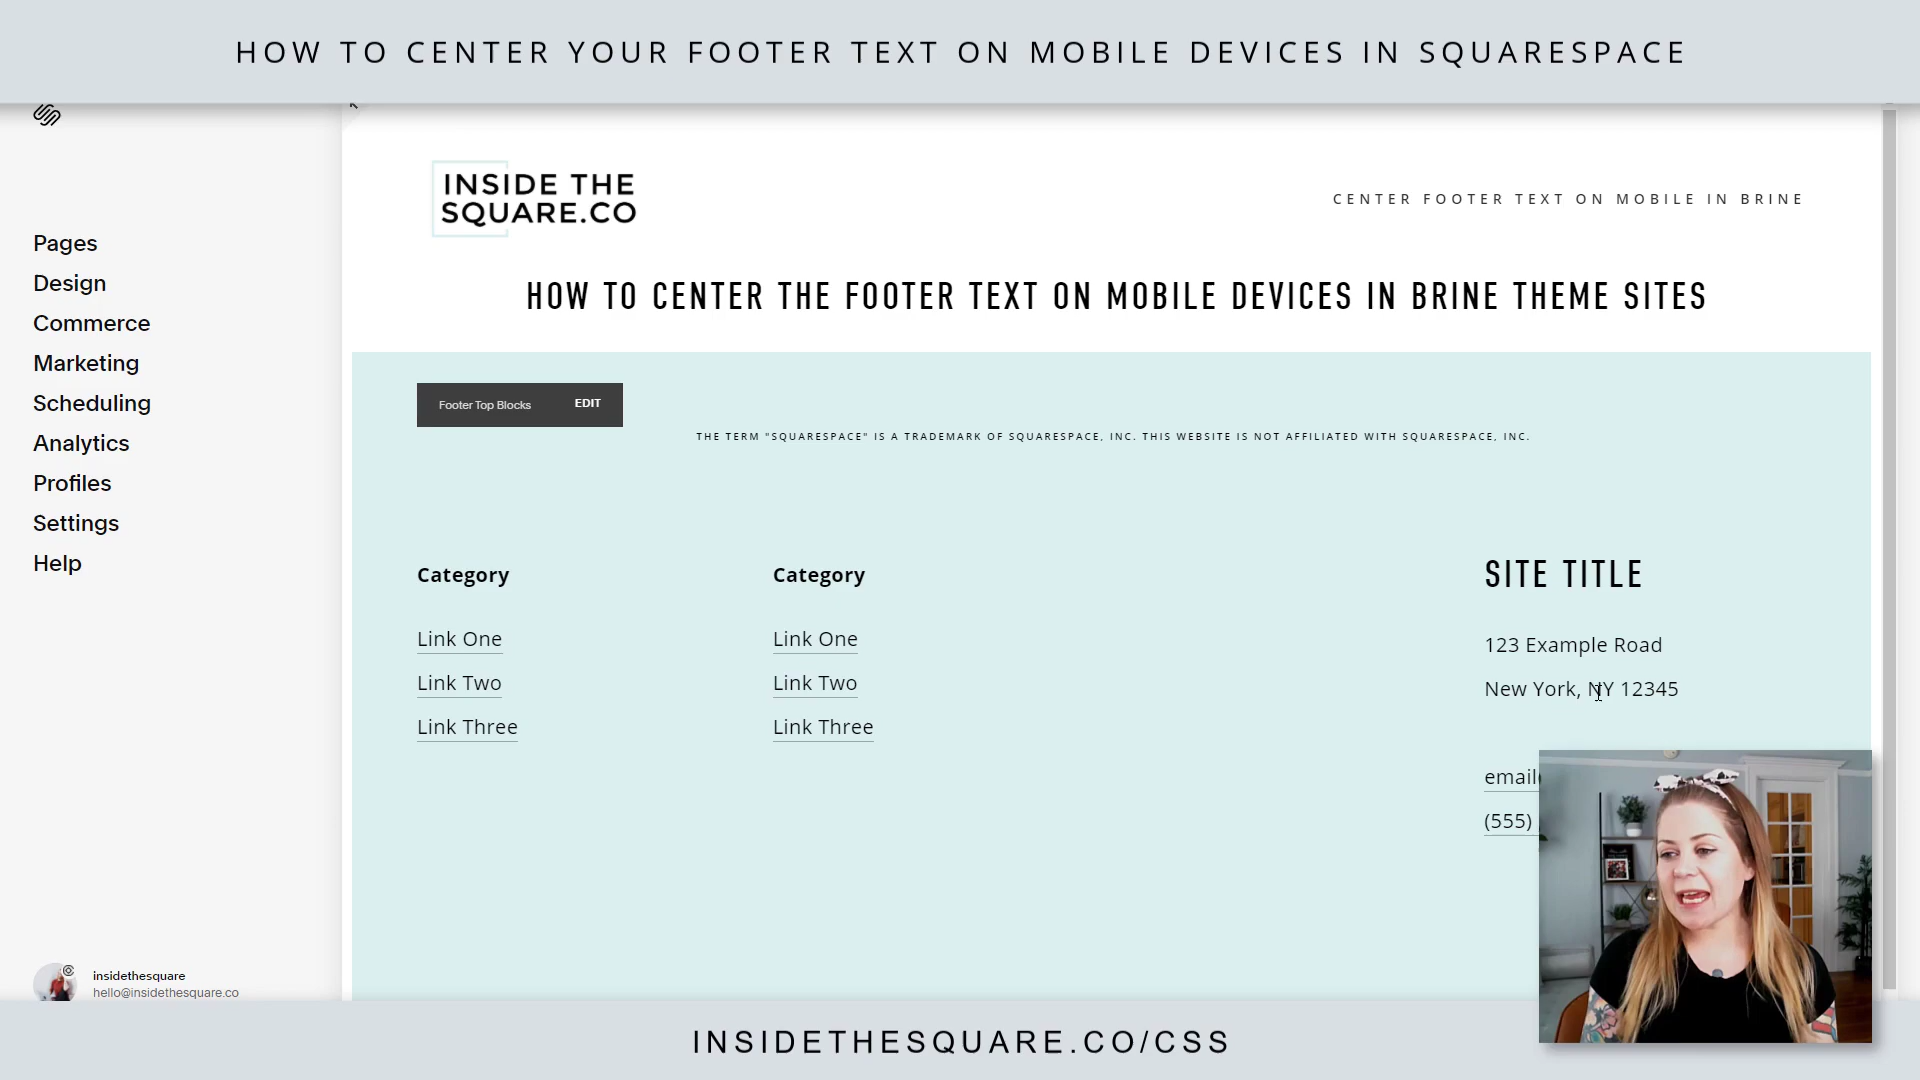 HOW TO CENTER YOUR FOOTER TEXT ON MOBILE DEVICES IN SQUARESPACE
INSIDE THE
SQUARE.CO
CENTER FOOTER TEXT ON MOBILE IN BRINE
Pages
Design
Commerce
Marketing
Scheduling
Analytics
Profiles
Settings
Help
HOW TO CENTER THE FOOTER TEXT ON MOBILE DEVICES IN BRINE THEME SITES
Footer Top Blocks EDIT
THE TERM "SQUARESPACE" IS A TRADEMARK OF SQUARESPACE, INC. THIS WEBSITE IS NOT AFFILIATED WITH SQUARESPACE, INC.
Category
Link One
Link Two
Link Three
Category
Link One
Link Two
Link Three
SITE TITLE
123 Example Road
New York, NY 12345
email
(555)
insidethesquare
hello@insidethesquare.co
INSIDETHESQUARE.CO/CSS